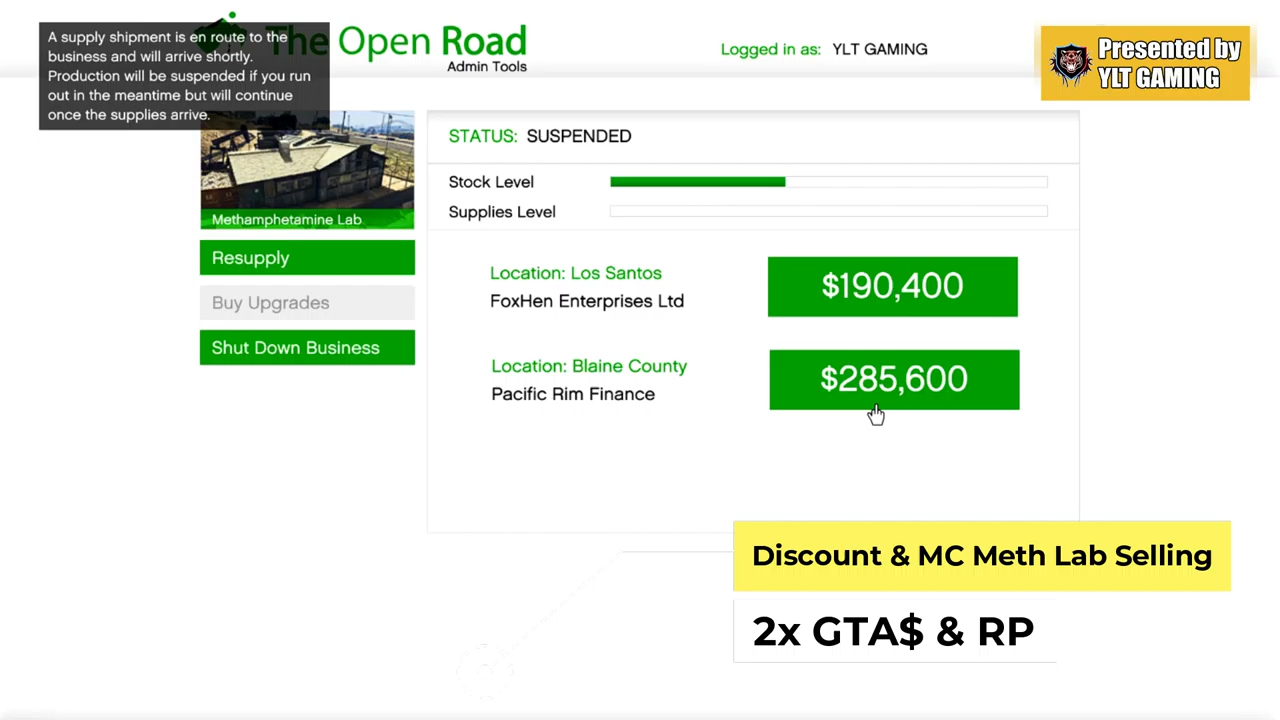 A supply shipment is en route to the
business and will arrive shortly.
Production will be suspended if you run
out in the meantime but will continue
once the supplies arrive.
The Open Road
Admin Tools
Logged in as: YLT GAMING
Presented by
YLT GAMING
Methamphetamine Lab
Resupply
Buy Upgrades
Shut Down Business
STATUS: SUSPENDED
Stock Level
Supplies Level
Location: Los Santos
FoxHen Enterprises Ltd
$190,400
Location: Blaine County
Pacific Rim Finance
$285,600
Discount & MC Meth Lab Selling
2x GTA$ & RP